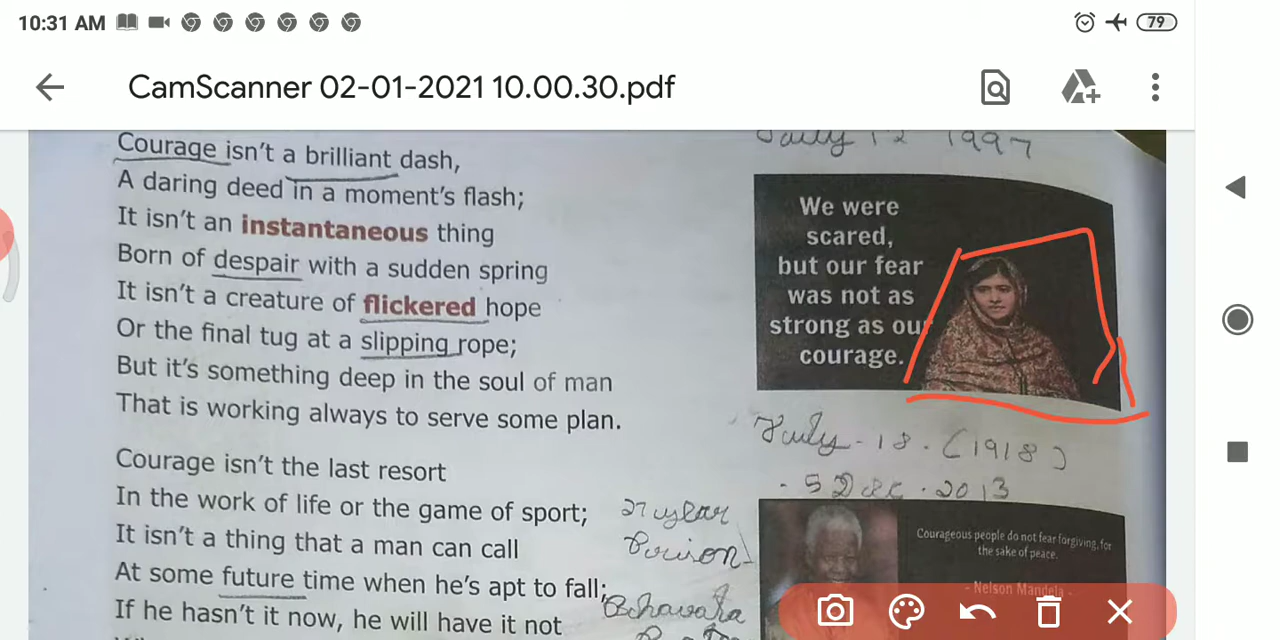 10:31 AM
79
CamScanner 02-01-2021 10.00.30.pdf
Courage isn't a brilliant dash,
A daring deed in a moment's flash;
It isn't an instantaneous thing
Born of despair with a sudden spring
It isn't a creature of flickered hope
Or the final tug at a slipping rope;
But it's something deep in the soul of man
That is working always to serve some plan.
Courage isn't the last resort
In the work of life or the game of sport;
It isn't a thing that a man can call
At some future time when he's apt to fall;
If he hasn't it now, he will have it not
July 12 1997
We were
scared,
but our fear
was not as
strong as our
courage.
July - 18 . (1918)
- 5 Dec . 2013
27 year
Courageous people do not fear forgiving, for
the sake of peace.
- Nelson Mandela -